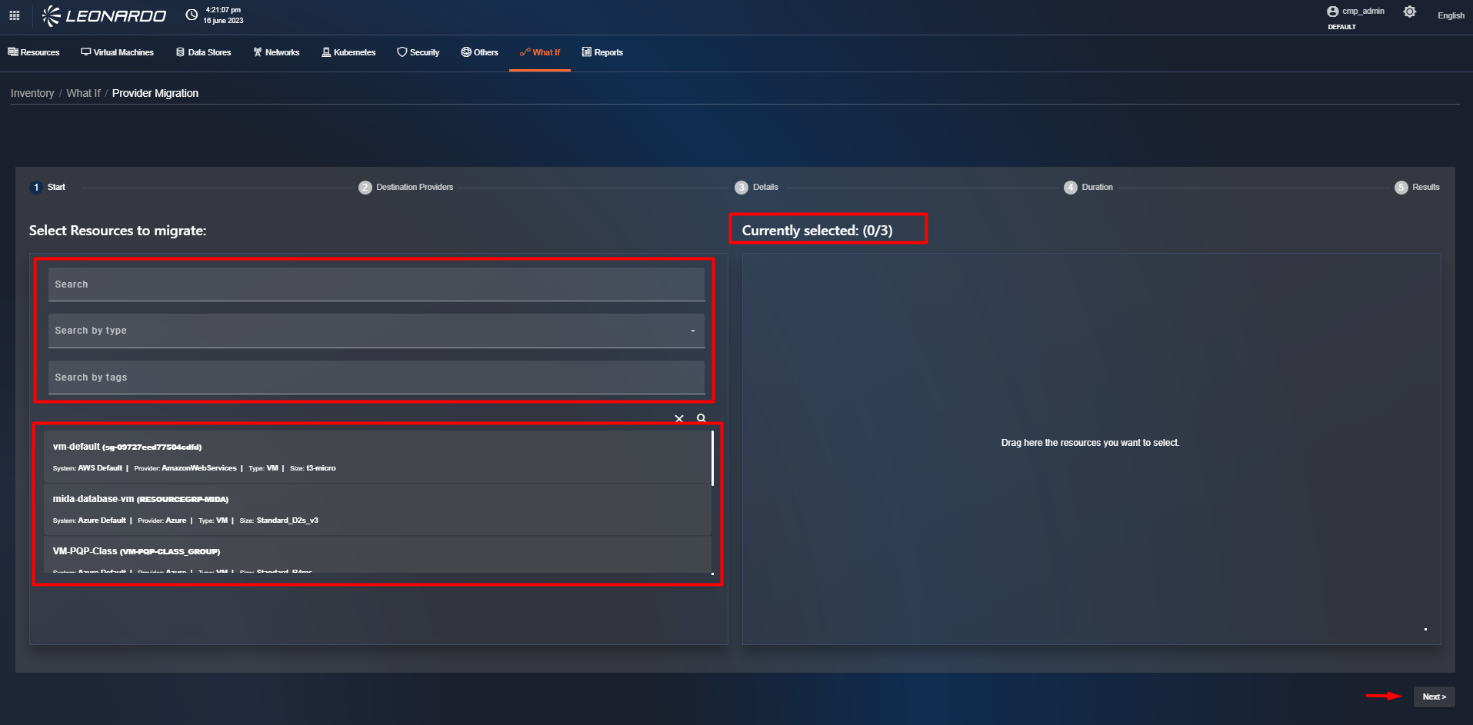 LEONARDO
4:21:07 pm
16 june 2023
cmp_admin
DEFAULT
English
Resources Virtual Machines Data Stores Networks Kubernetes Security Others What If Reports
Inventory / What If / Provider Migration
1 Start 2 Destination Providers 3 Details 4 Duration 5 Results
Select Resources to migrate:
Currently selected: (0/3)
Search
Search by type
Search by tags
vm-default (sg-09727eed77504cdfd)
System: AWS Default | Provider: AmazonWebServices | Type: VM | Size: t3-micro
mida-database-vm (RESOURCEGRP-MIDA)
System: Azure Default | Provider: Azure | Type: VM | Size: Standard_D2s_v3
VM-PQP-Class (VM-PQP-CLASS_GROUP)
System: Azure Default | Provider: Azure | Type: VM | Size: Standard_B4ms
Drag here the resources you want to select.
Next >